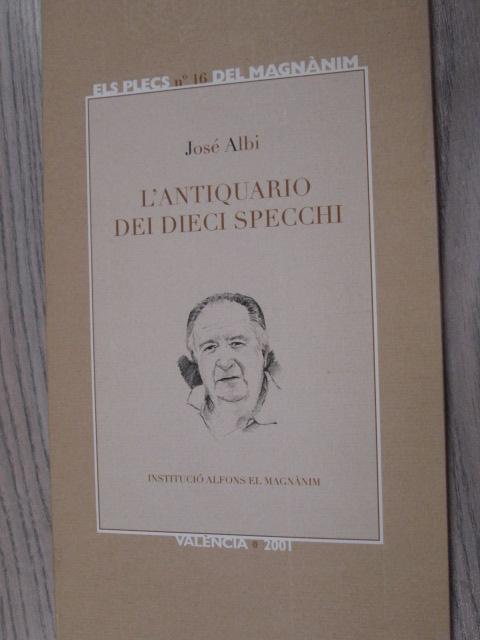 ELS PLECS nº 16 DEL MAGNÀNIM
José Albi
L'ANTIQUARIO
DEI DIECI SPECCHI
INSTITUCIÓ ALFONS EL MAGNÀNIM
VALÈNCIA • 2001